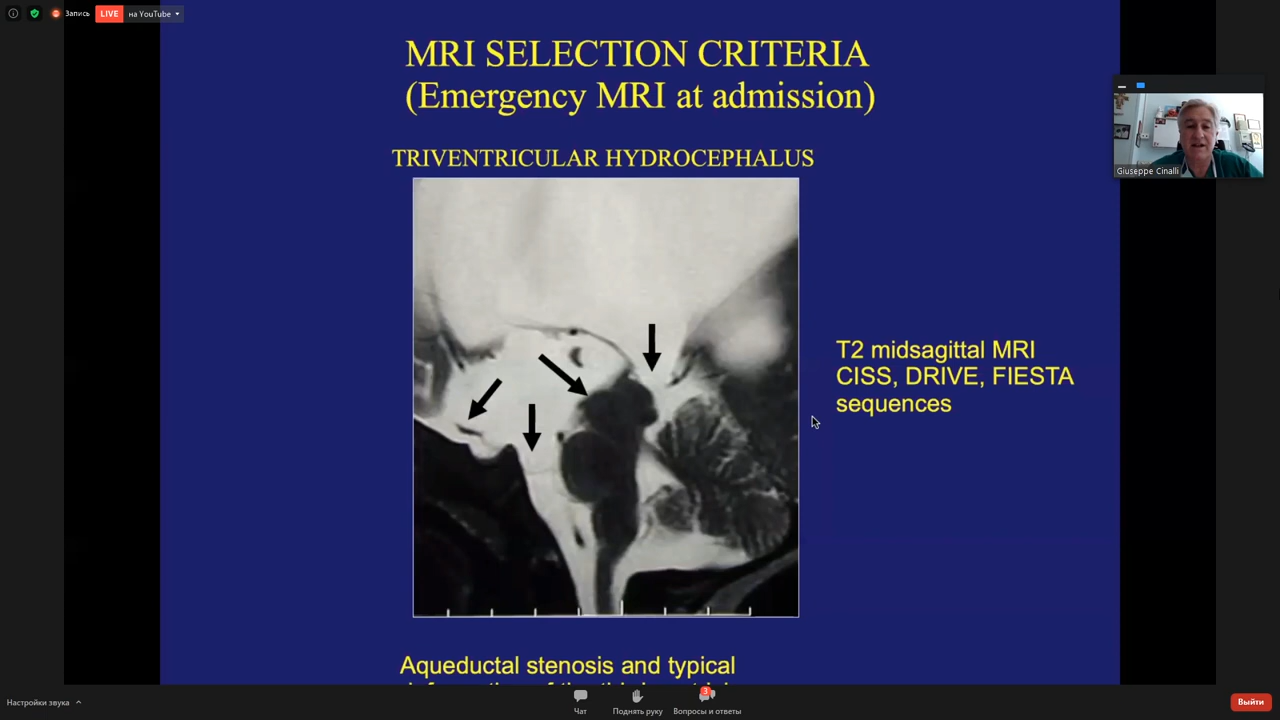 Запись
LIVE
на YouTube
MRI SELECTION CRITERIA
(Emergency MRI at admission)
TRIVENTRICULAR HYDROCEPHALUS
Giuseppe Cinalli
T2 midsagittal MRI
CISS, DRIVE, FIESTA
sequences
Aqueductal stenosis and typical
Настройки звука
Чат
Поднять руку
3
Вопросы и ответы
Выйти